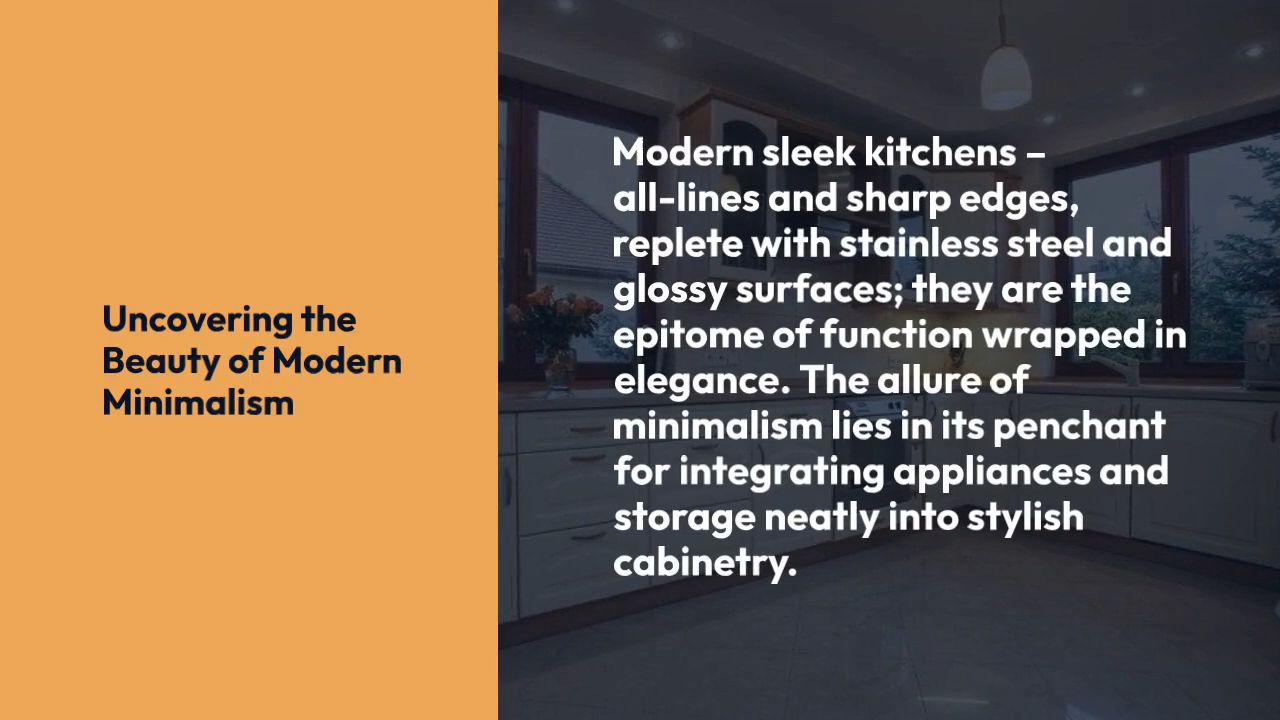 Uncovering the
Beauty of Modern
Minimalism
Modern sleek kitchens –
all-lines and sharp edges,
replete with stainless steel and
glossy surfaces; they are the
epitome of function wrapped in
elegance. The allure of
minimalism lies in its penchant
for integrating appliances and
storage neatly into stylish
cabinetry.